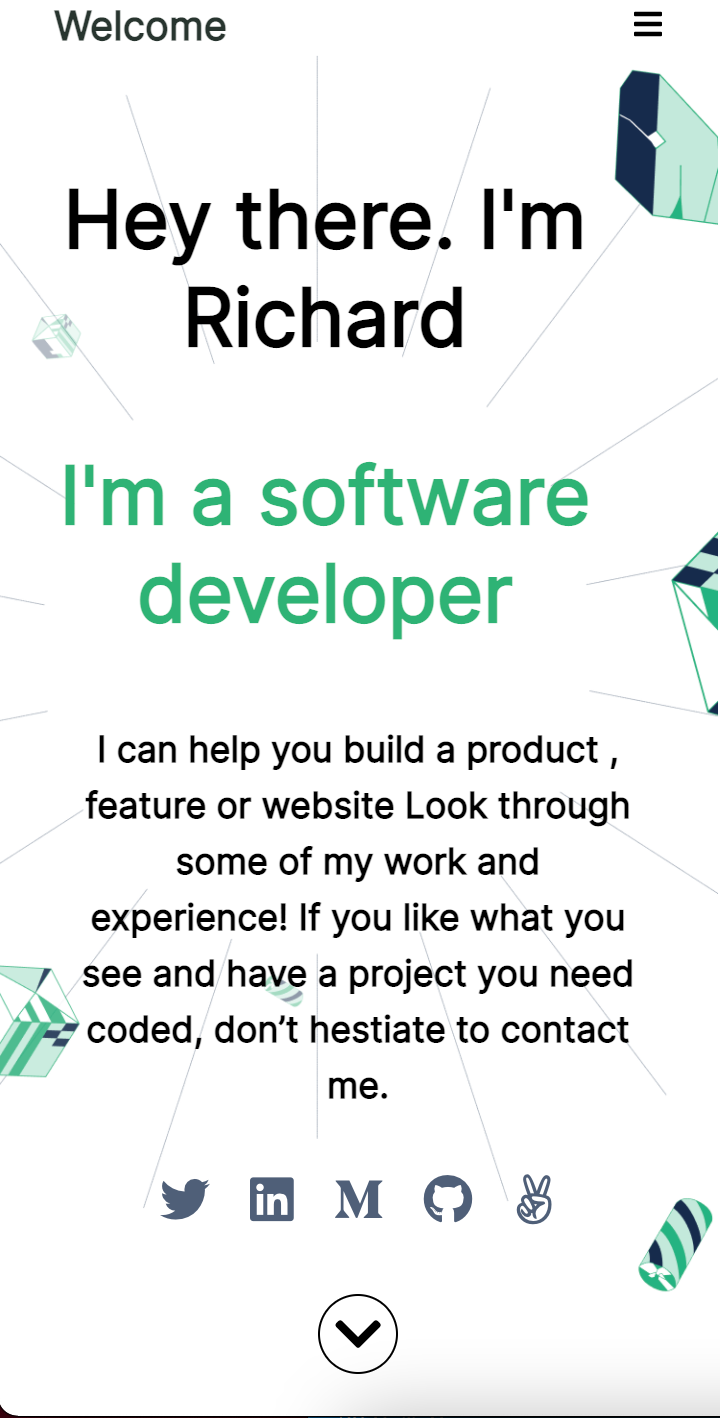 Welcome
Hey there. I'm
Richard
I'm a software
developer
I can help you build a product ,
feature or website Look through
some of my work and
experience! If you like what you
see and have a project you need
coded, don’t hestiate to contact
me.